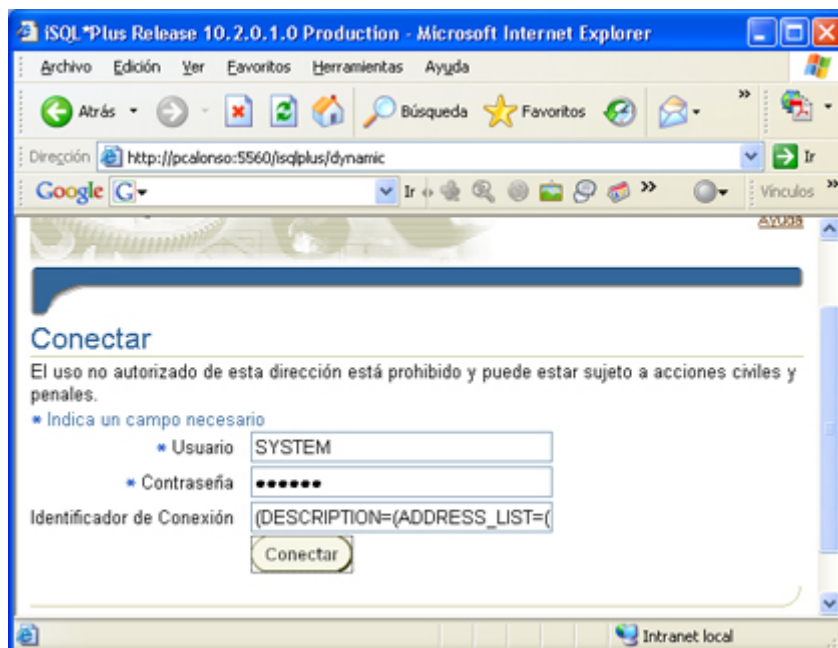 iSQL*Plus Release 10.2.0.1.0 Production - Microsoft Internet Explorer
Archivo Edición Ver Favoritos Herramientas Ayuda
Atrás Búsqueda Favoritos »
Dirección http://pcalonso:5560/isqlplus/dynamic Ir
Google G Ir » Vínculos »
Ayuda
Conectar
El uso no autorizado de esta dirección está prohibido y puede estar sujeto a acciones civiles y
penales.
* Indica un campo necesario
* Usuario SYSTEM
* Contraseña ••••••
Identificador de Conexión (DESCRIPTION=(ADDRESS_LIST=(
Conectar
Intranet local